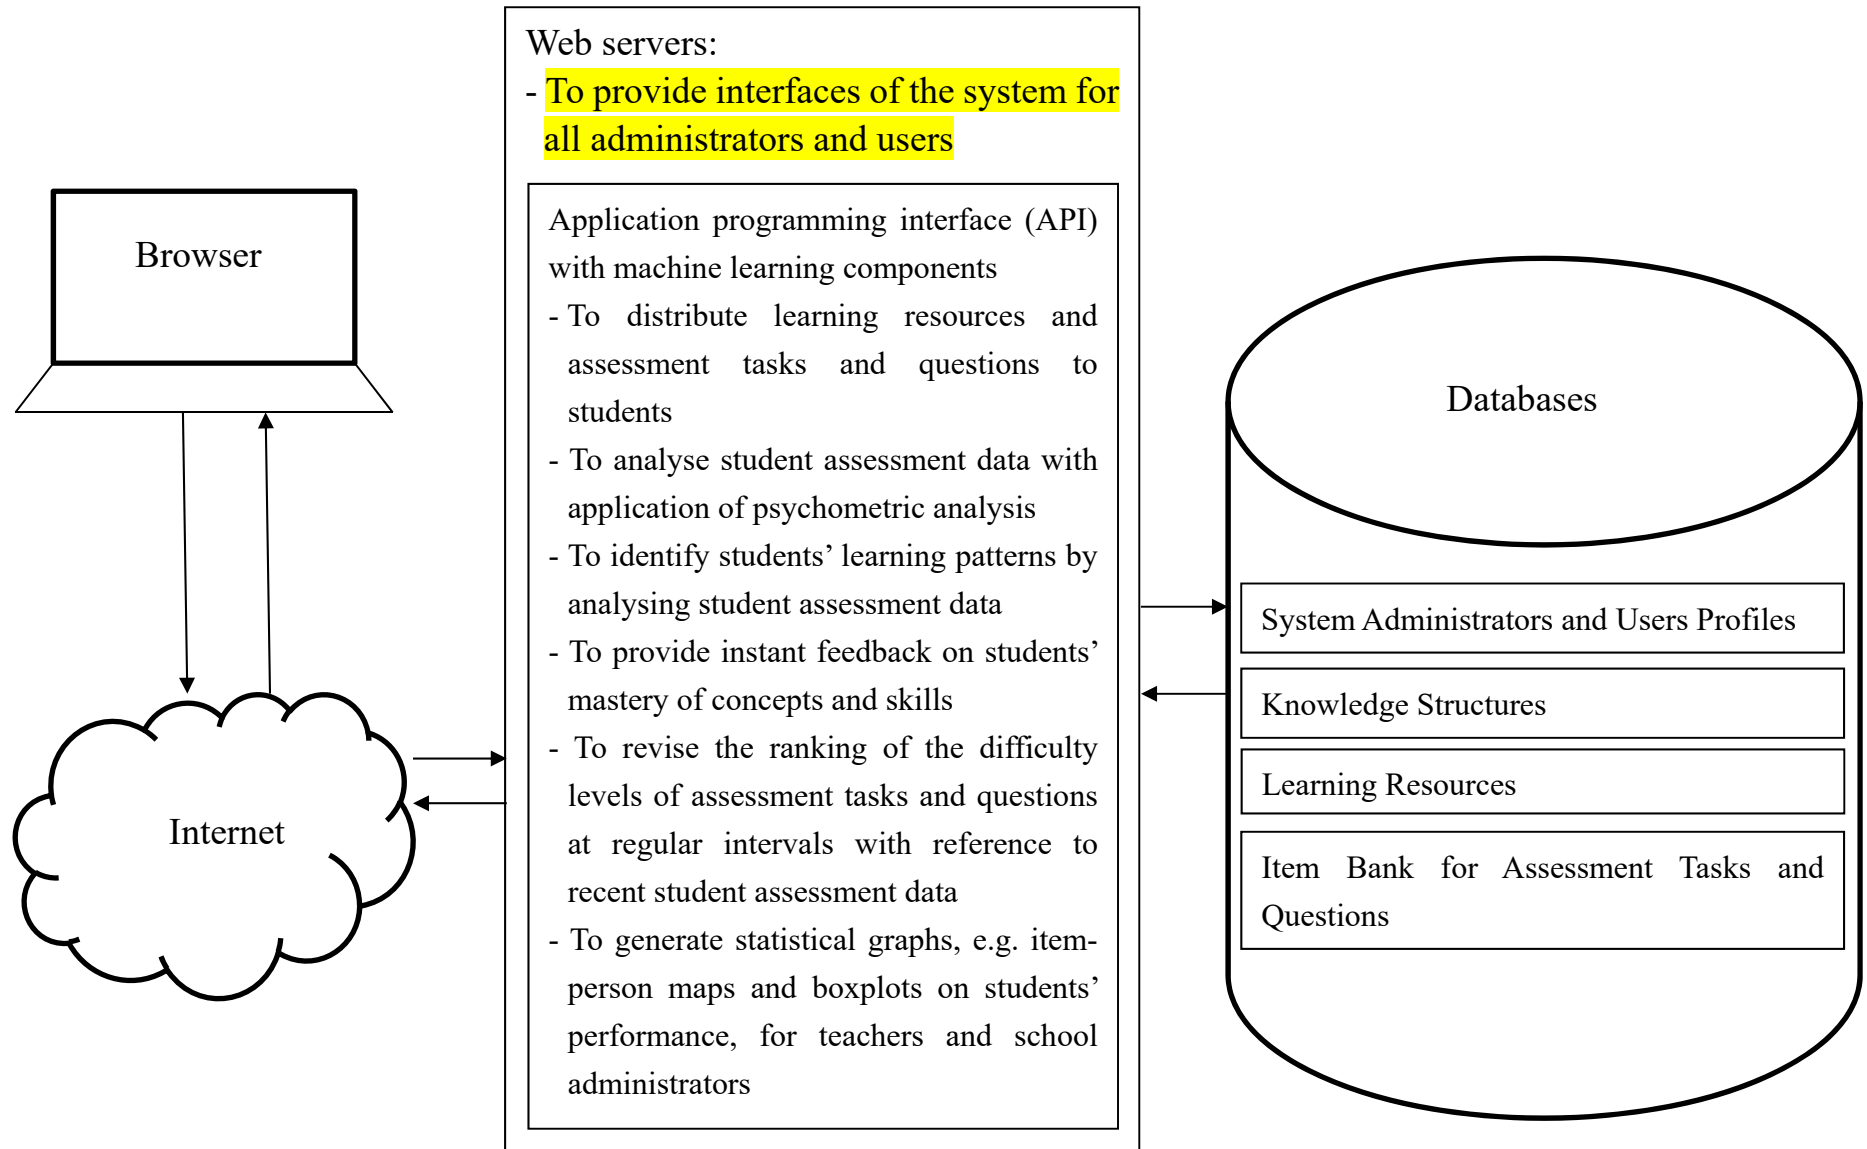 Web servers:
- To provide interfaces of the system for
all administrators and users
Browser
Application programming interface (API)
with machine learning components
- To distribute learning resources and
assessment tasks and questions to
students
- To analyse student assessment data with
application of psychometric analysis
- To identify students’ learning patterns by
analysing student assessment data
- To provide instant feedback on students’
mastery of concepts and skills
- To revise the ranking of the difficulty
levels of assessment tasks and questions
at regular intervals with reference to
recent student assessment data
- To generate statistical graphs, e.g. item-
person maps and boxplots on students’
performance, for teachers and school
administrators
Internet
Databases
System Administrators and Users Profiles
Knowledge Structures
Learning Resources
Item Bank for Assessment Tasks and
Questions